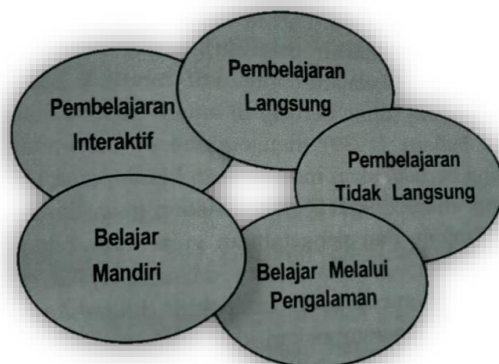 Pembelajaran
Langsung
Pembelajaran
Interaktif
Pembelajaran
Tidak Langsung
Belajar
Mandiri
Belajar Melalui
Pengalaman